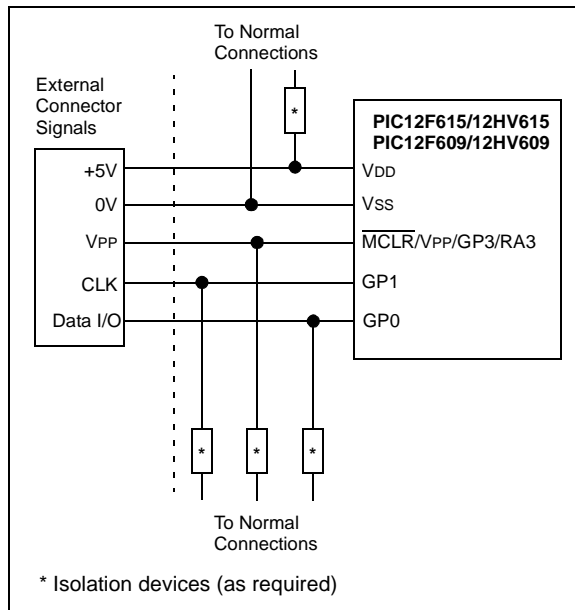 To Normal
Connections
External
Connector
Signals
*
PIC12F615/12HV615
PIC12F609/12HV609
+5V
VDD
0V
VSS
VPP
MCLR/VPP/GP3/RA3
CLK
GP1
Data I/O
GP0
*
*
*
To Normal
Connections
* Isolation devices (as required)